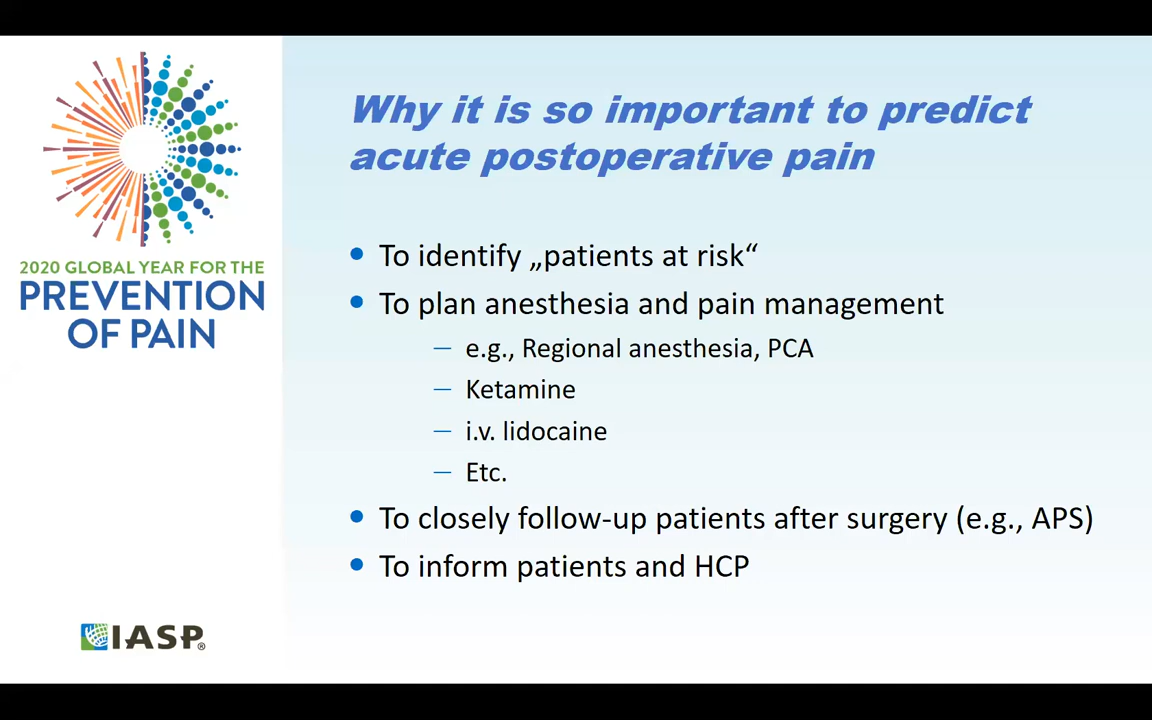 2020 GLOBAL YEAR FOR THE
PREVENTION
OF PAIN
IASP®
Why it is so important to predict
acute postoperative pain
• To identify „patients at risk“
• To plan anesthesia and pain management
– e.g., Regional anesthesia, PCA
– Ketamine
– i.v. lidocaine
– Etc.
• To closely follow-up patients after surgery (e.g., APS)
• To inform patients and HCP